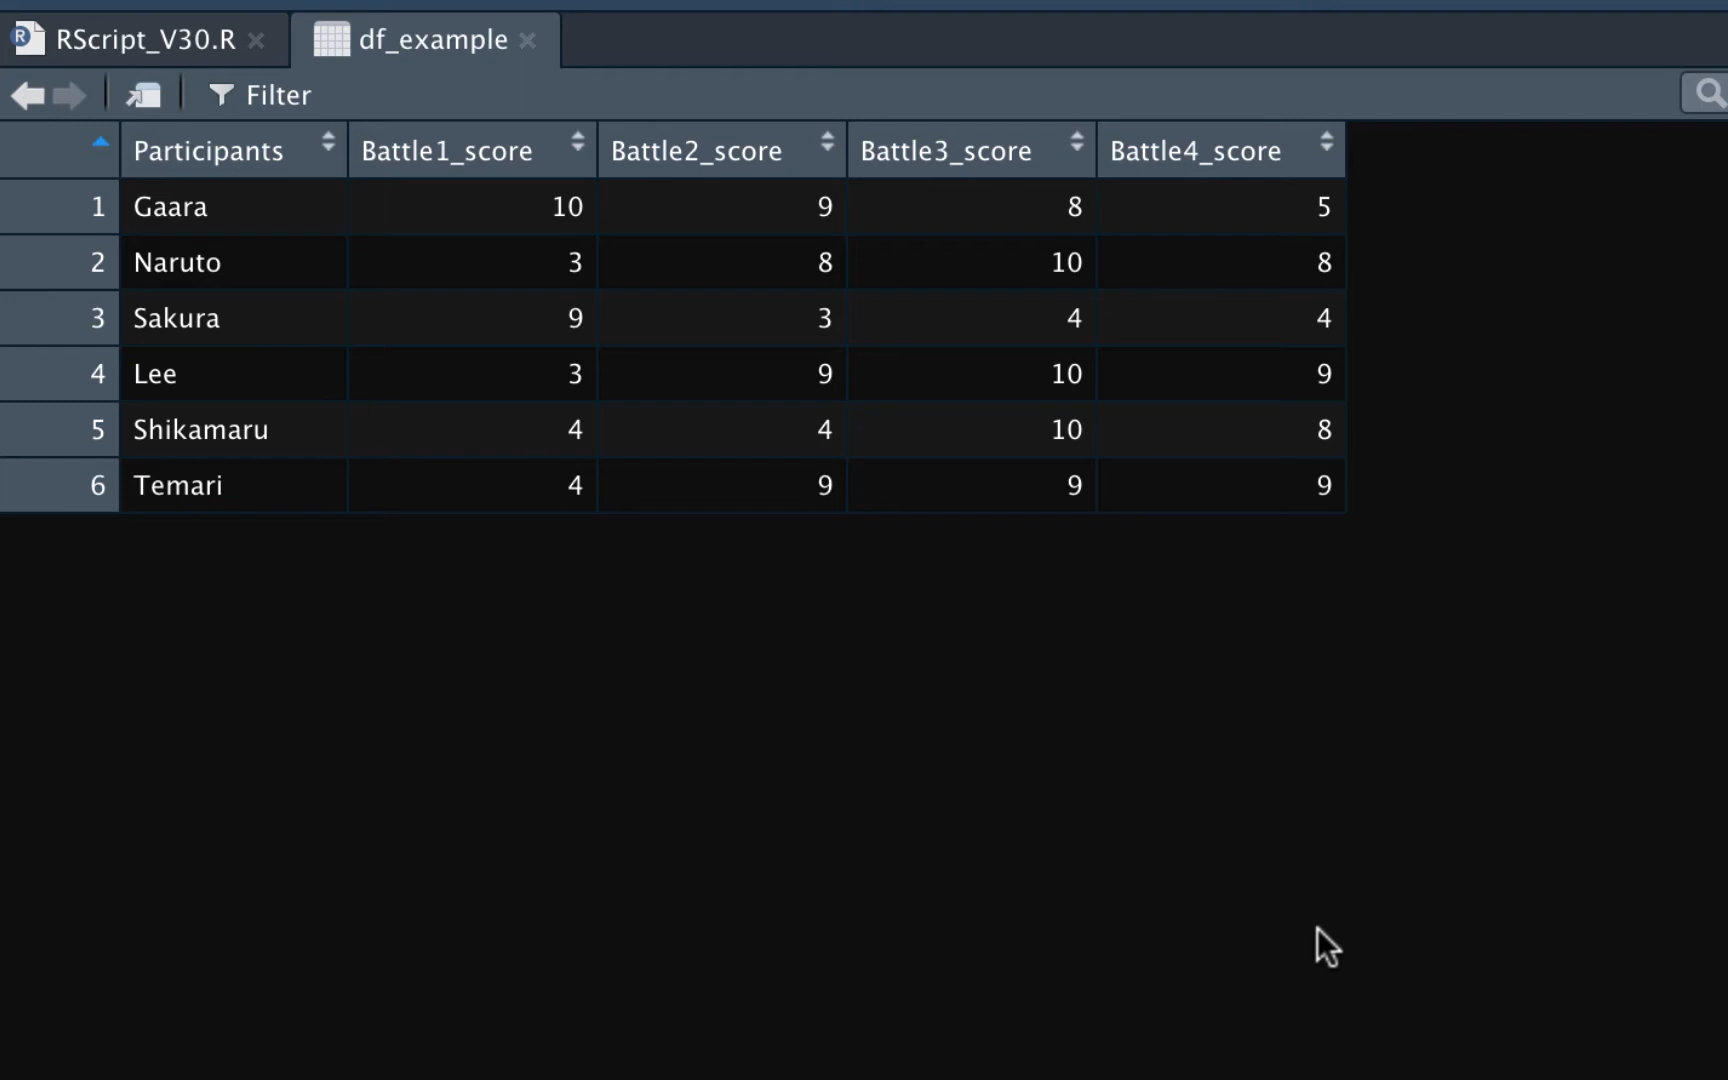 RScript_V30.R df_example
Filter
Participants Battle1_score Battle2_score Battle3_score Battle4_score
1 Gaara 10 9 8 5
2 Naruto 3 8 10 8
3 Sakura 9 3 4 4
4 Lee 3 9 10 9
5 Shikamaru 4 4 10 8
6 Temari 4 9 9 9